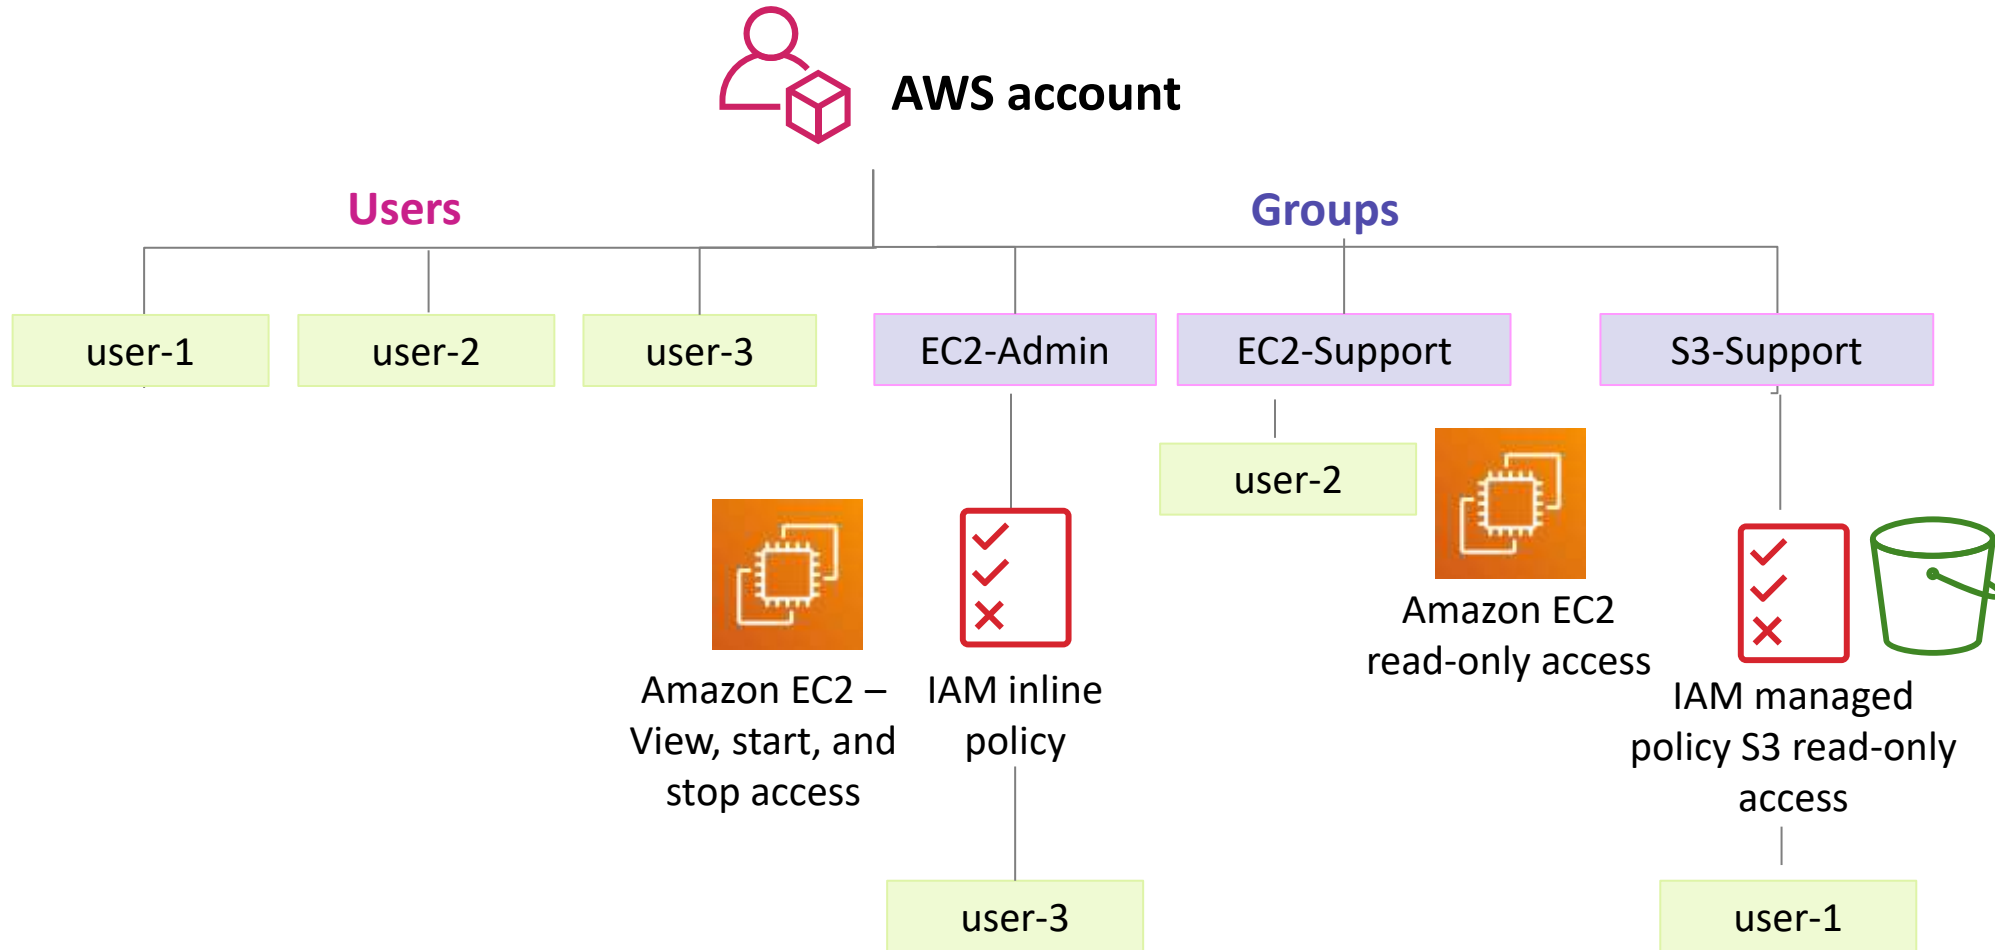 AWS account
Users
Groups
user-1
user-2
user-3
EC2-Admin
EC2-Support
S3-Support
user-2
Amazon EC2 –
View, start, and
stop access
IAM inline
policy
Amazon EC2
read-only access
IAM managed
policy S3 read-only
access
user-3
user-1